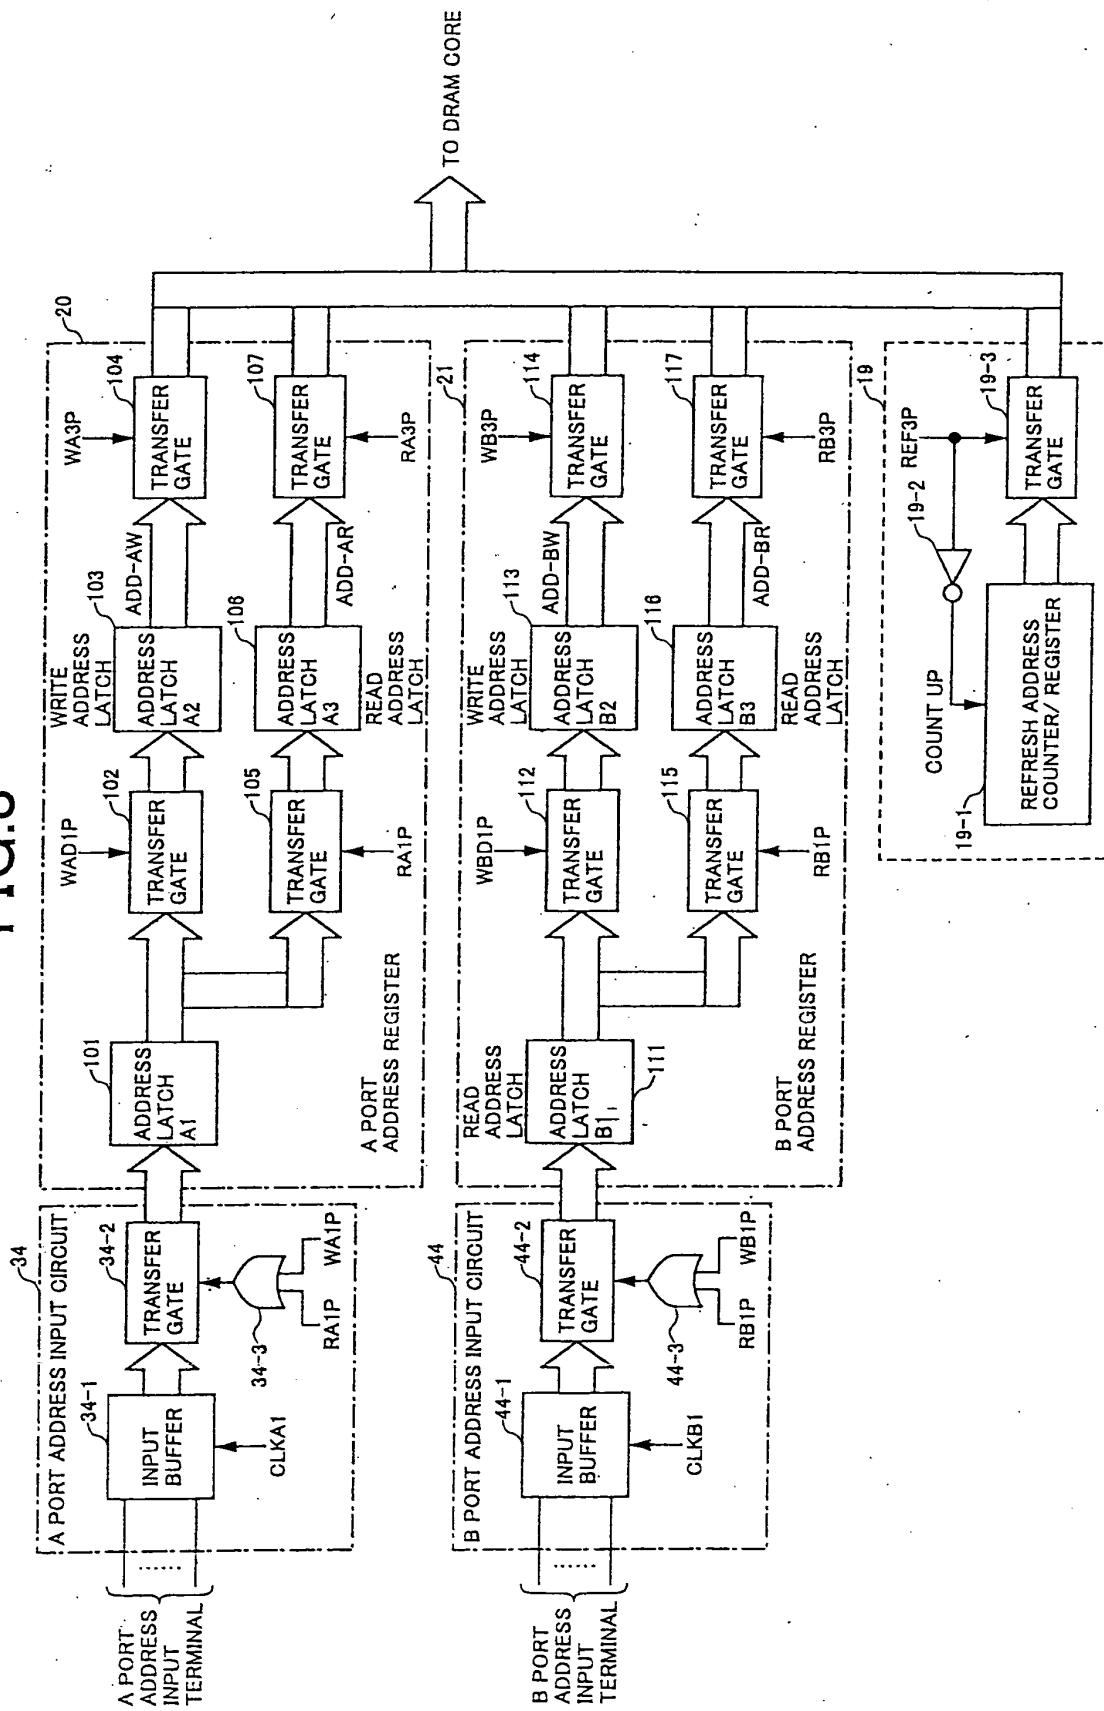 FIG.8
34
A PORT ADDRESS INPUT CIRCUIT
A PORT
ADDRESS
INPUT
TERMINAL
34-1
INPUT
BUFFER
CLKA1
34-2
TRANSFER
GATE
34-3
RA1P
WA1P
20
101
ADDRESS
LATCH
A1
A PORT
ADDRESS REGISTER
WAD1P
102
TRANSFER
GATE
105
TRANSFER
GATE
RA1P
WRITE
ADDRESS
LATCH
103
ADDRESS
LATCH
A2
106
ADDRESS
LATCH
A3
READ
ADDRESS
LATCH
ADD-AW
ADD-AR
WA3P
104
TRANSFER
GATE
107
TRANSFER
GATE
RA3P
TO DRAM CORE
44
B PORT ADDRESS INPUT CIRCUIT
B PORT
ADDRESS
INPUT
TERMINAL
44-1
INPUT
BUFFER
CLKB1
44-2
TRANSFER
GATE
44-3
RB1P
WB1P
21
READ
ADDRESS
LATCH
ADDRESS
LATCH
B1
111
B PORT
ADDRESS REGISTER
WBD1P
112
TRANSFER
GATE
115
TRANSFER
GATE
RB1P
WRITE
ADDRESS
LATCH
113
ADDRESS
LATCH
B2
116
ADDRESS
LATCH
B3
READ
ADDRESS
LATCH
ADD-BW
ADD-BR
WB3P
114
TRANSFER
GATE
117
TRANSFER
GATE
RB3P
19
COUNT UP
19-1
REFRESH ADDRESS
COUNTER/ REGISTER
19-2
REF3P
19-3
TRANSFER
GATE